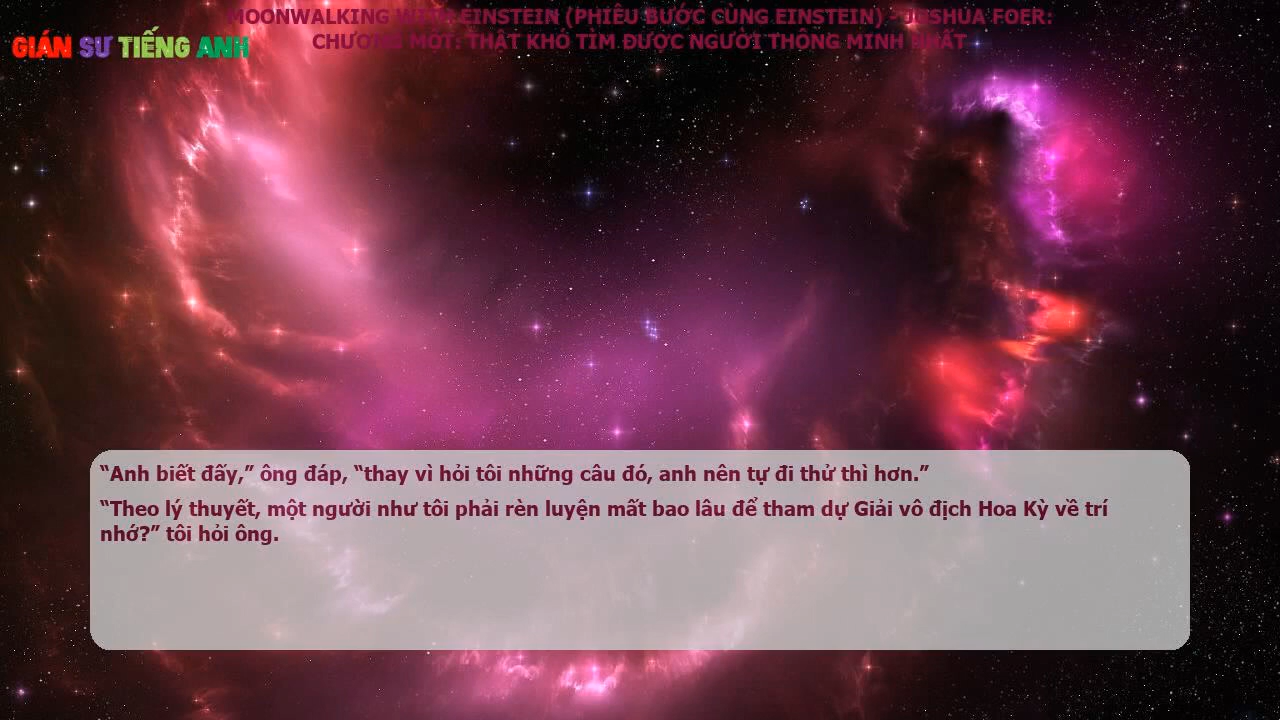 MOONWALKING WITH EINSTEIN (PHIÊU BƯỚC CÙNG EINSTEIN) - JOSHUA FOER:
CHƯƠNG MỘT: THẬT KHÓ TÌM ĐƯỢC NGƯỜI THÔNG MINH NHẤT
GIÁN SƯ TIẾNG ANH
“Anh biết đấy,” ông đáp, “thay vì hỏi tôi những câu đó, anh nên tự đi thử thì hơn.”
“Theo lý thuyết, một người như tôi phải rèn luyện mất bao lâu để tham dự Giải vô địch Hoa Kỳ về trí
nhớ?” tôi hỏi ông.